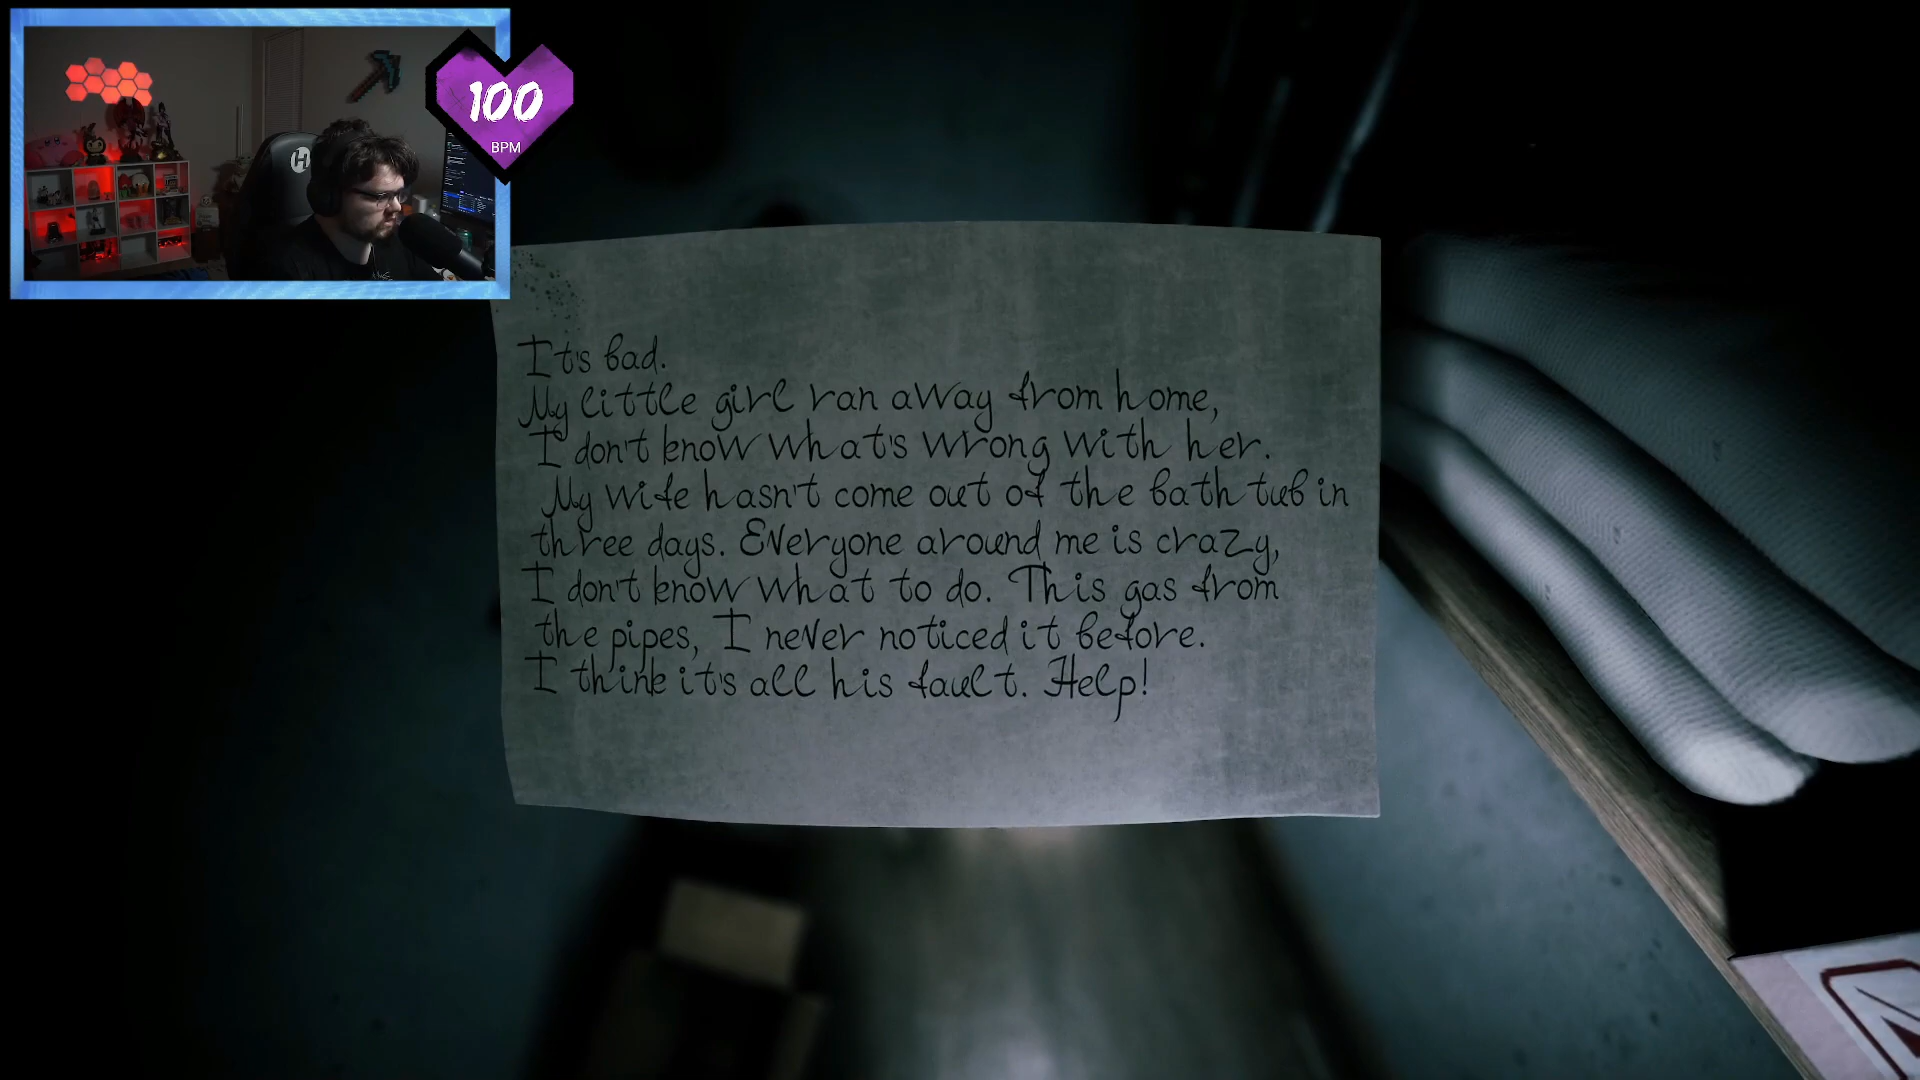 100
BPM
It's bad.
My little girl ran away from home,
I don't know what's wrong with her.
My wife hasn't come out of the bath tub in
three days. Everyone around me is crazy,
I don't know what to do. This gas from
the pipes, I never noticed it before.
I think it's all his fault. Help!